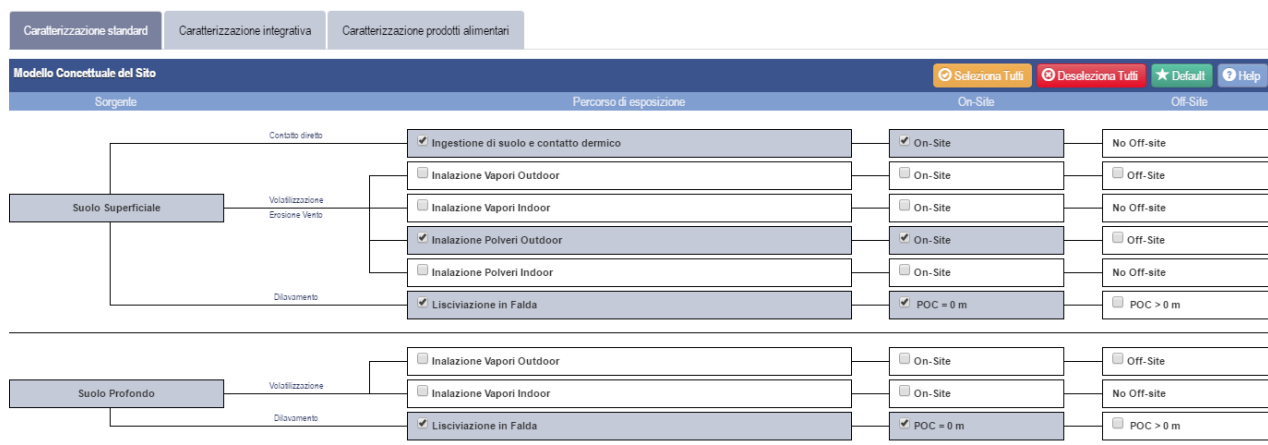 Caratterizzazione standard Caratterizzazione integrativa Caratterizzazione prodotti alimentari
Modello Concettuale del Sito Seleziona Tutti Deseleziona Tutti Default Help
Sorgente Percorso di esposizione On-Site Off-Site
Contatto diretto Ingestione di suolo e contatto dermico On-Site No Off-site
Inalazione Vapori Outdoor On-Site Off-Site
Suolo Superficiale Volatilizzazione Inalazione Vapori Indoor On-Site No Off-site
Erosione Vento
Inalazione Polveri Outdoor On-Site Off-Site
Inalazione Polveri Indoor On-Site No Off-site
Dilavamento Lisciviazione in Falda POC = 0 m POC > 0 m
Inalazione Vapori Outdoor On-Site Off-Site
Suolo Profondo Volatilizzazione Inalazione Vapori Indoor On-Site No Off-site
Dilavamento Lisciviazione in Falda POC = 0 m POC > 0 m